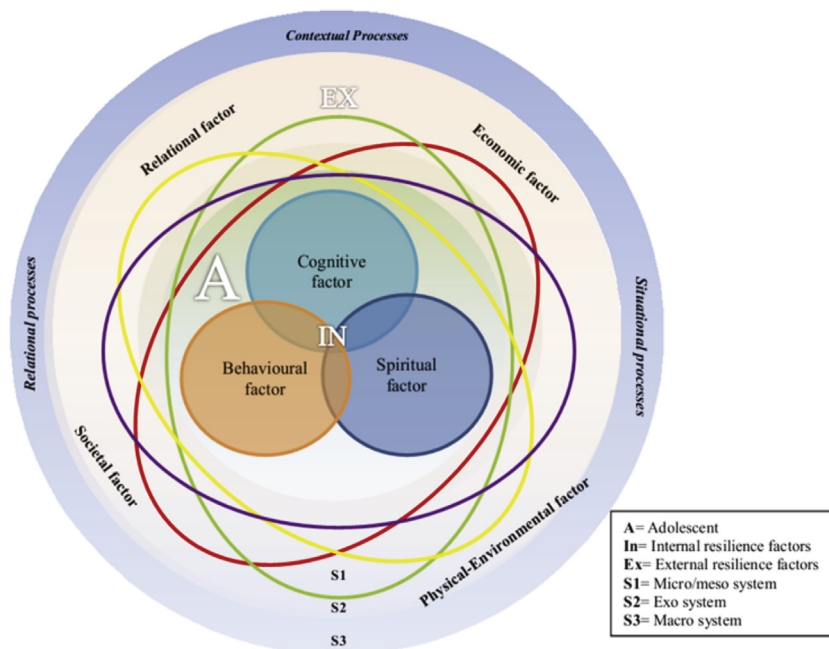 Contextual Processes
EX
Relational factor
Economic factor
A
Cognitive
factor
Relational processes
Situational processes
IN
Behavioural
factor
Spiritual
factor
Societal factor
Physical-Environmental factor
S1
S2
S3
A= Adolescent
In= Internal resilience factors
Ex= External resilience factors
S1= Micro/meso system
S2= Exo system
S3= Macro system